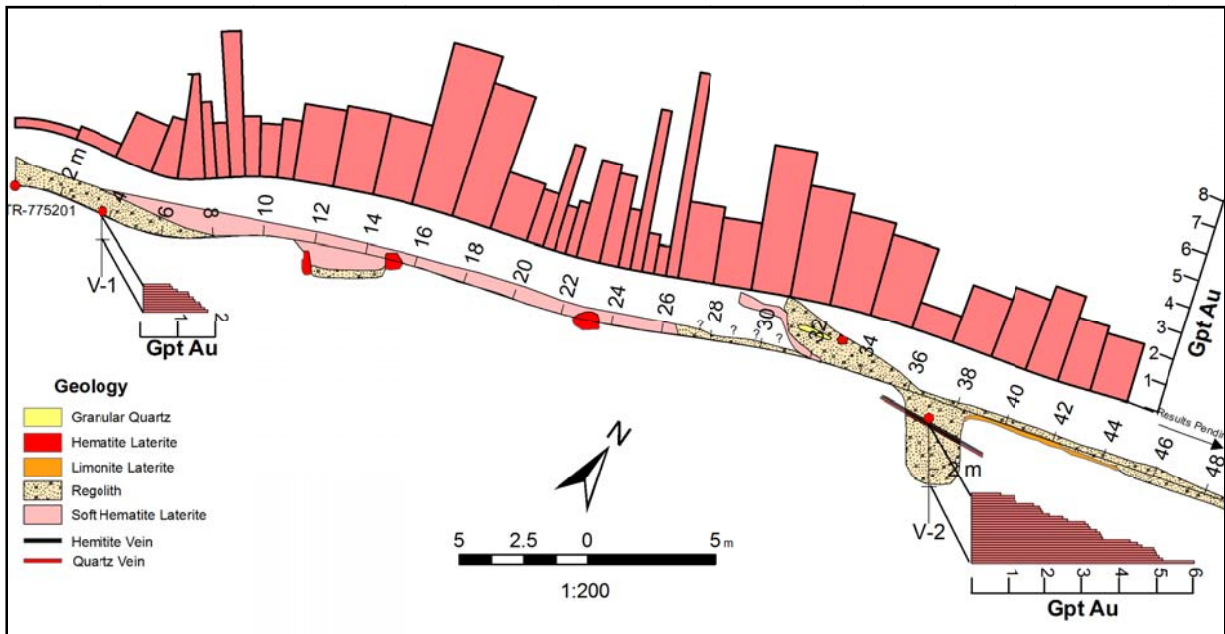 2 m
4
6
8
10
12
14
16
18
20
22
24
26
? 28 ? 30 ?
32
34
36
38
40
42
44
46
48
8
7
6
5
4
3
2
1
Gpt Au
Results Pending
TR-775201
V-1
1 2
Gpt Au
Geology
Granular Quartz
Hematite Laterite
Limonite Laterite
Regolith
Soft Hematite Laterite
Hemitite Vein
Quartz Vein
N
5 2.5 0 5 m
1:200
2 m
V-2
1 2 3 4 5 6
Gpt Au